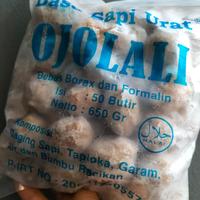 Sapi Urat
OJOLALI
Bebas Borax dan Formalin
Isi : 50 Butir
Netto : 650 Gr
Komposisi
Daging Sapi, Tapioka, Garam,
Air dan Bumbu Racikan
حلال
HALAL